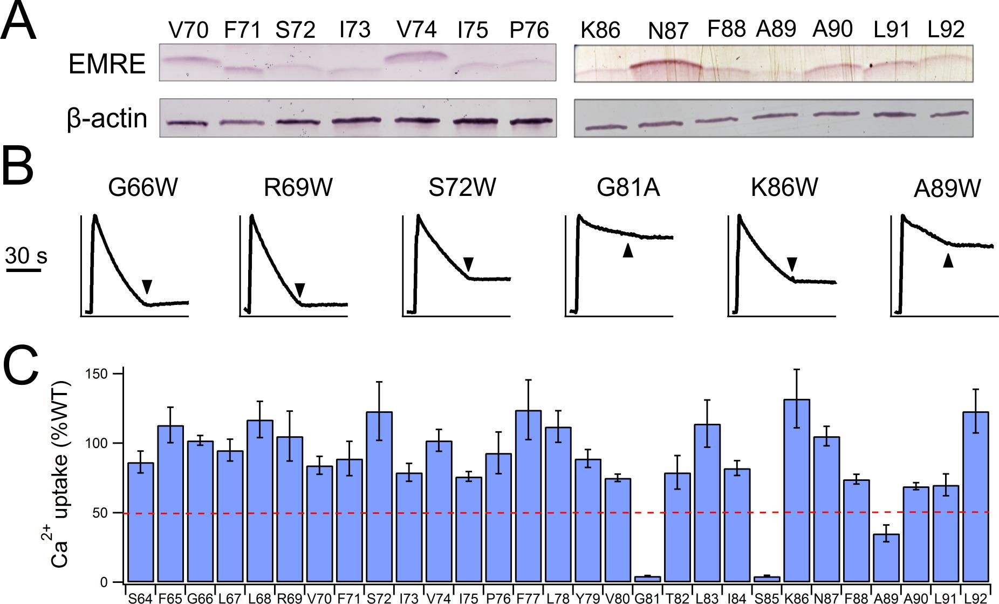 A
V70 F71 S72 I73 V74 I75 P76 K86 N87 F88 A89 A90 L91 L92
EMRE
β-actin
B
G66W R69W S72W G81A K86W A89W
30 s
C
Ca2+ uptake (%WT)
150
100
50
0
S64 F65 G66 L67 L68 R69 V70 F71 S72 I73 V74 I75 P76 F77 L78 Y79 V80 G81 T82 L83 I84 S85 K86 N87 F88 A89 A90 L91 L92